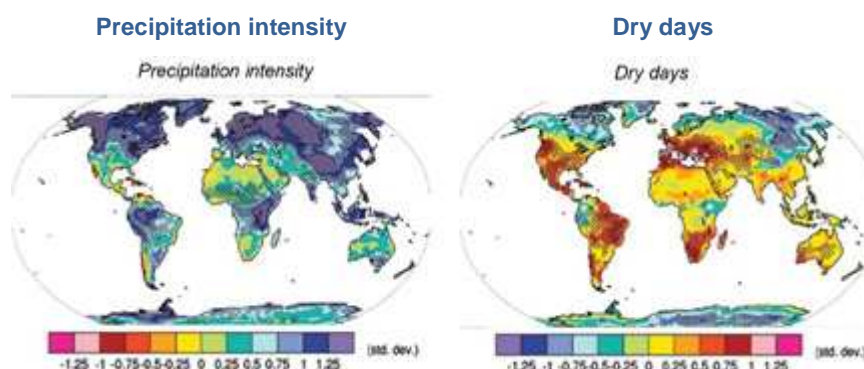 Precipitation intensity
Dry days
Precipitation intensity
Dry days
-1.25 -1 -0.75-0.5-0.25 0 0.25 0.5 0.75 1 1.25 (std. dev.)
-1.25 -1 -0.75-0.5-0.25 0 0.25 0.5 0.75 1 1.25 (std. dev.)